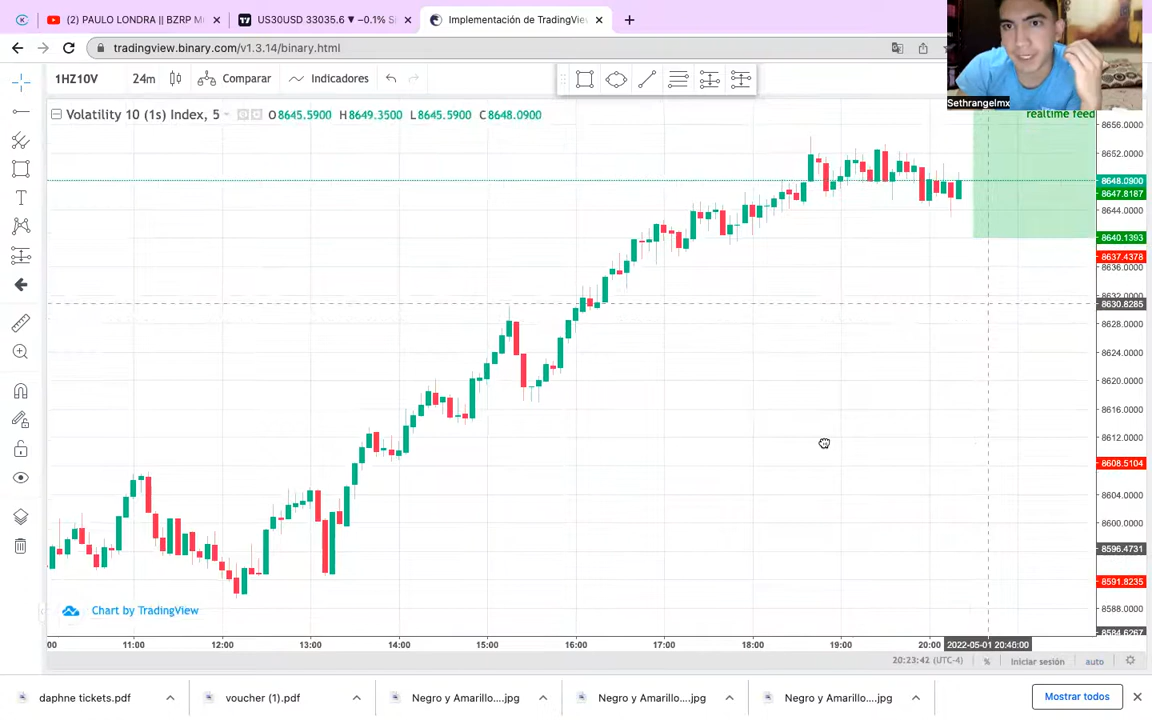 (2) PAULO LONDRA || BZRP M
US30USD 33035.6 ▼ −0.1% S
Implementación de TradingVie
tradingview.binary.com/v1.3.14/binary.html
Sethrangelmx
1HZ10V
24m
Comparar
Indicadores
Volatility 10 (1s) Index, 5
O8645.5900 H8649.3500 L8645.5900 C8648.0900
realtime feed
8656.0000
8652.0000
8648.0900
8647.8187
8644.0000
8640.1393
8637.4378
8636.0000
8632.0000
8630.8285
8628.0000
8624.0000
8620.0000
8616.0000
8612.0000
8608.5104
8604.0000
8600.0000
8596.4731
8591.8235
8588.0000
8584.6267
Chart by TradingView
:00 11:00 12:00 13:00 14:00 15:00 16:00 17:00 18:00 19:00 20:00 2022-05-01 20:40:00
20:23:42 (UTC-4) % Iniciar sesión auto
daphne tickets.pdf
voucher (1).pdf
Negro y Amarillo....jpg
Negro y Amarillo....jpg
Negro y Amarillo....jpg
Mostrar todos